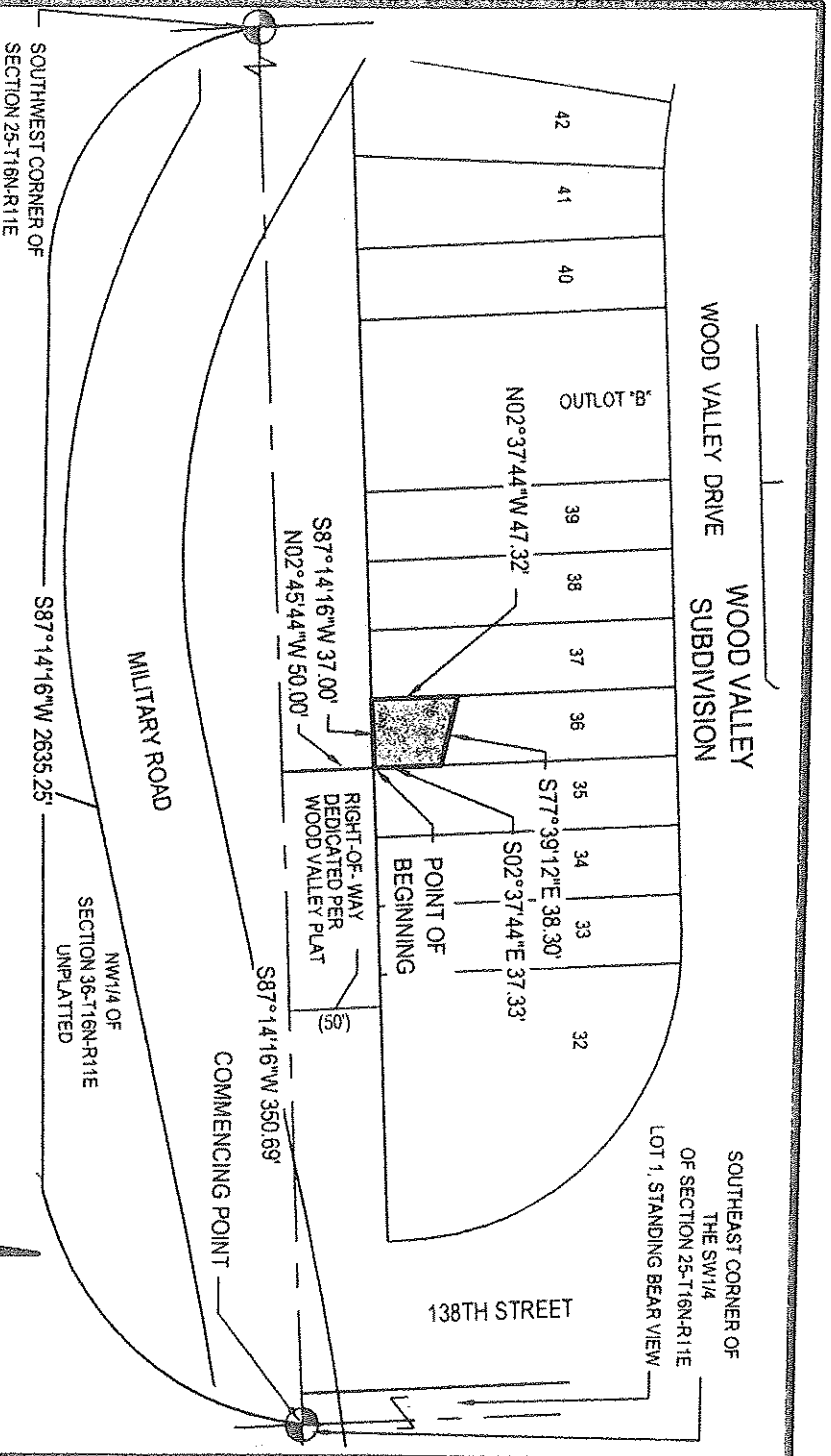 WOOD VALLEY
SUBDIVISION
WOOD VALLEY DRIVE
SOUTHEAST CORNER OF
THE SW1/4
OF SECTION 25-T16N-R11E
LOT 1, STANDING BEAR VIEW
42
41
40
OUTLOT "B"
39
38
37
36
35
34
33
32
138TH STREET
N02°37'44"W 47.32'
S77°39'12"E 38.30'
S02°37'44"E 37.33'
S87°14'16"W 37.00'
N02°45'44"W 50.00'
POINT OF
BEGINNING
RIGHT-OF-WAY
DEDICATED PER
WOOD VALLEY PLAT
(50')
S87°14'16"W 350.69'
COMMENCING POINT
MILITARY ROAD
NW1/4 OF
SECTION 36-T16N-R11E
UNPLATTED
S87°14'16"W 2635.25'
SOUTHWEST CORNER OF
SECTION 25-T16N-R11E